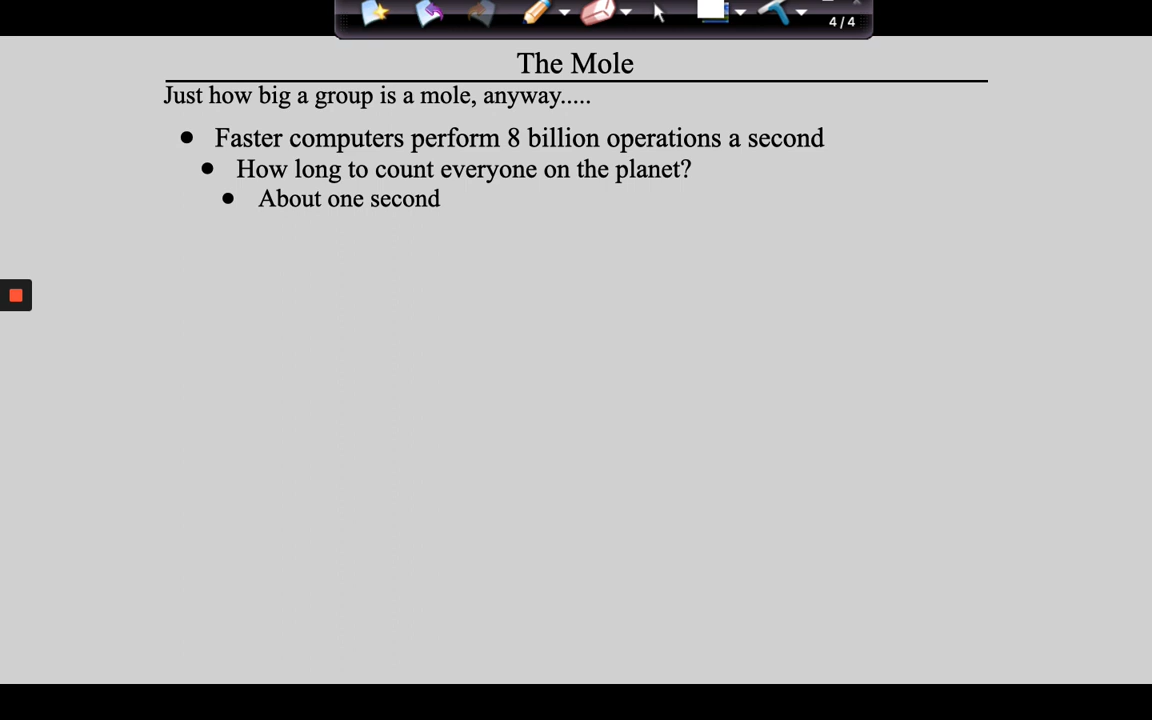 4/4
The Mole
Just how big a group is a mole, anyway.....
● Faster computers perform 8 billion operations a second
● How long to count everyone on the planet?
● About one second